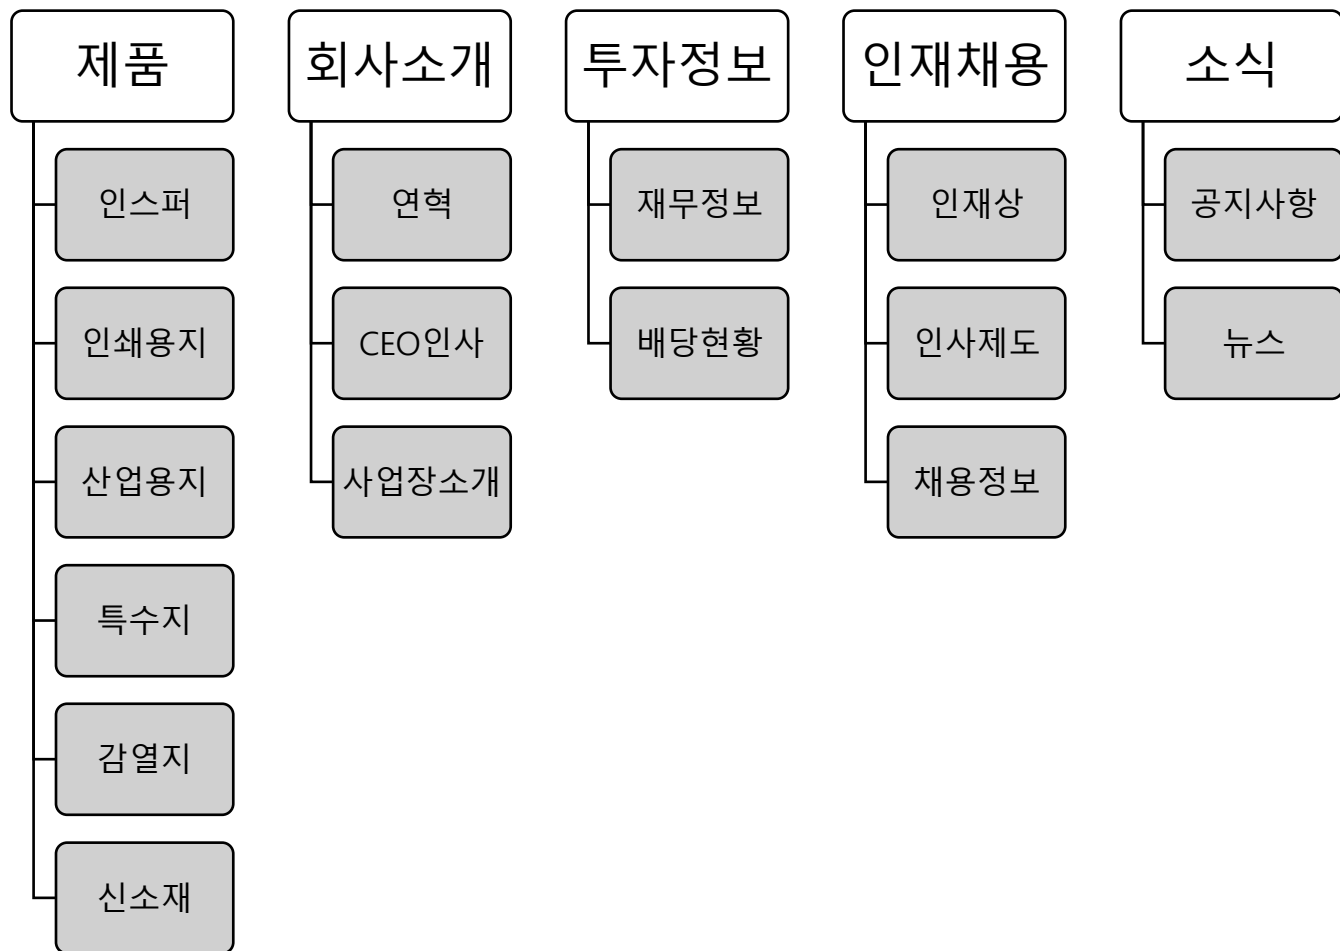 제품
인스퍼
인쇄용지
산업용지
특수지
감열지
신소재
회사소개
연혁
CEO인사
사업장소개
투자정보
재무정보
배당현황
인재채용
인재상
인사제도
채용정보
소식
공지사항
뉴스